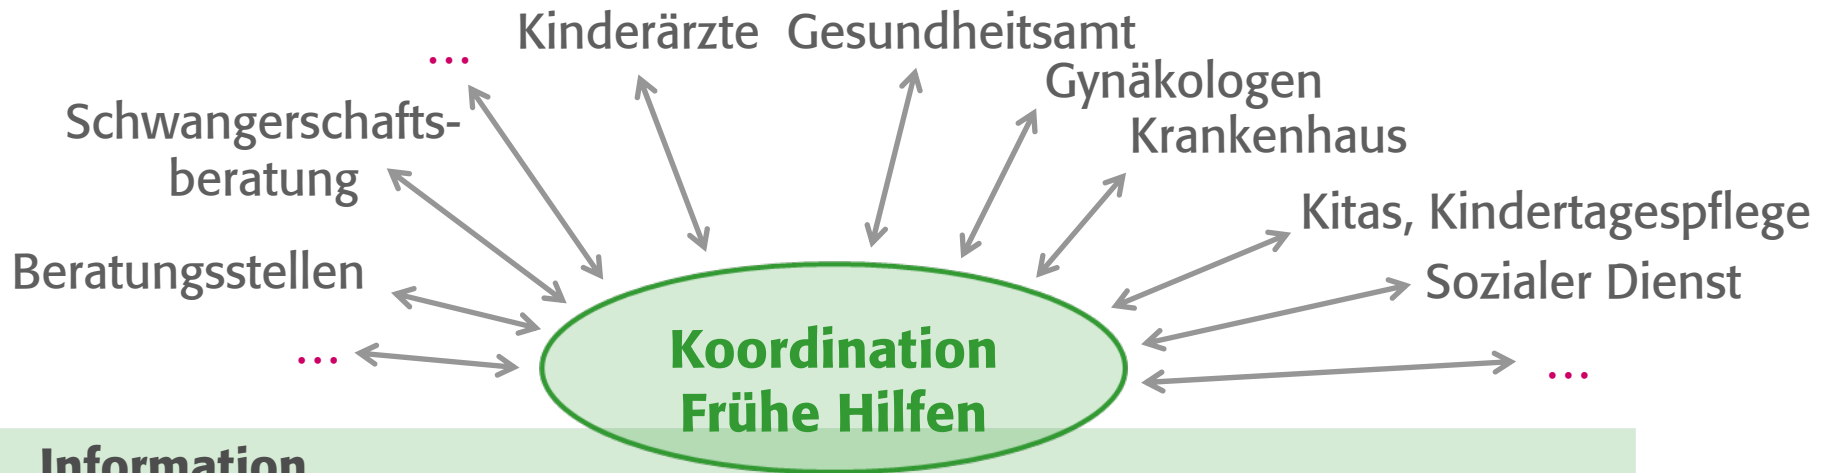 Kinderärzte
Gesundheitsamt
...
Gynäkologen
Schwangerschafts-
beratung
Krankenhaus
Kitas, Kindertagespflege
Beratungsstellen
Sozialer Dienst
...
...
Koordination
Frühe Hilfen
Information